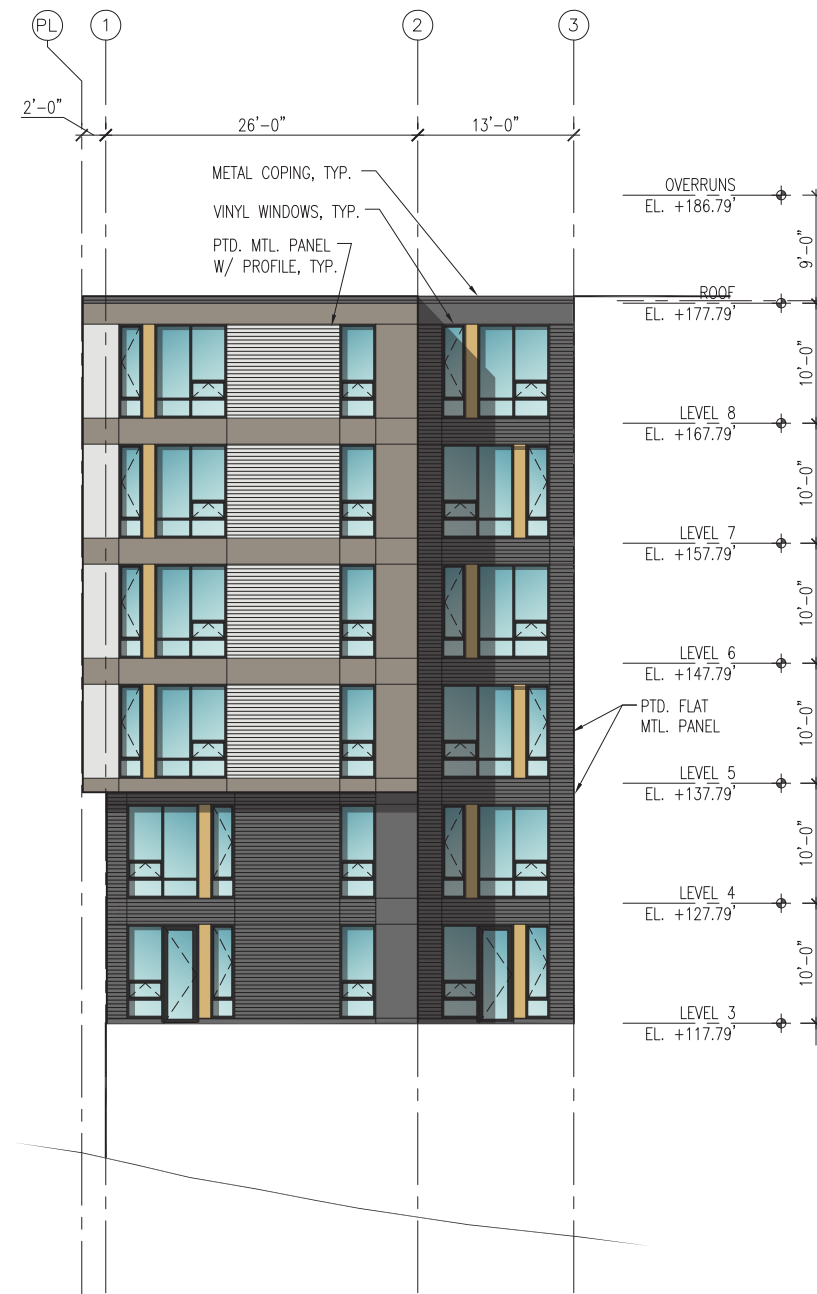 PL
1
2
3
2'-0"
26'-0"
13'-0"
METAL COPING, TYP.
VINYL WINDOWS, TYP.
PTD. MTL. PANEL
W/ PROFILE, TYP.
OVERRUNS
EL. +186.79'
9'-0"
ROOF
EL. +177.79'
10'-0"
LEVEL 8
EL. +167.79'
10'-0"
LEVEL 7
EL. +157.79'
10'-0"
LEVEL 6
EL. +147.79'
PTD. FLAT
MTL. PANEL
10'-0"
LEVEL 5
EL. +137.79'
10'-0"
LEVEL 4
EL. +127.79'
10'-0"
LEVEL 3
EL. +117.79'